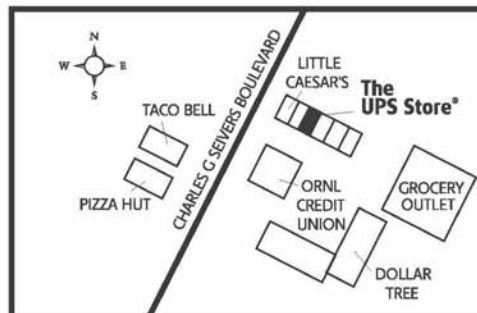 N
W E
S
LITTLE
CAESAR'S
The
UPS Store®
TACO BELL
CHARLES G SEIVERS BOULEVARD
PIZZA HUT
ORNL
CREDIT
UNION
GROCERY
OUTLET
DOLLAR
TREE